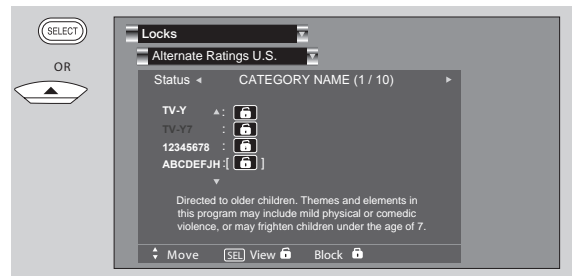 SELECT
OR
Locks
Alternate Ratings U.S.
Status CATEGORY NAME (1 / 10)
TV-Y :
TV-Y7 :
12345678 :
ABCDEFJH :[ ]
Directed to older children. Themes and elements in
this program may include mild physical or comedic
violence, or may frighten children under the age of 7.
Move SEL View Block